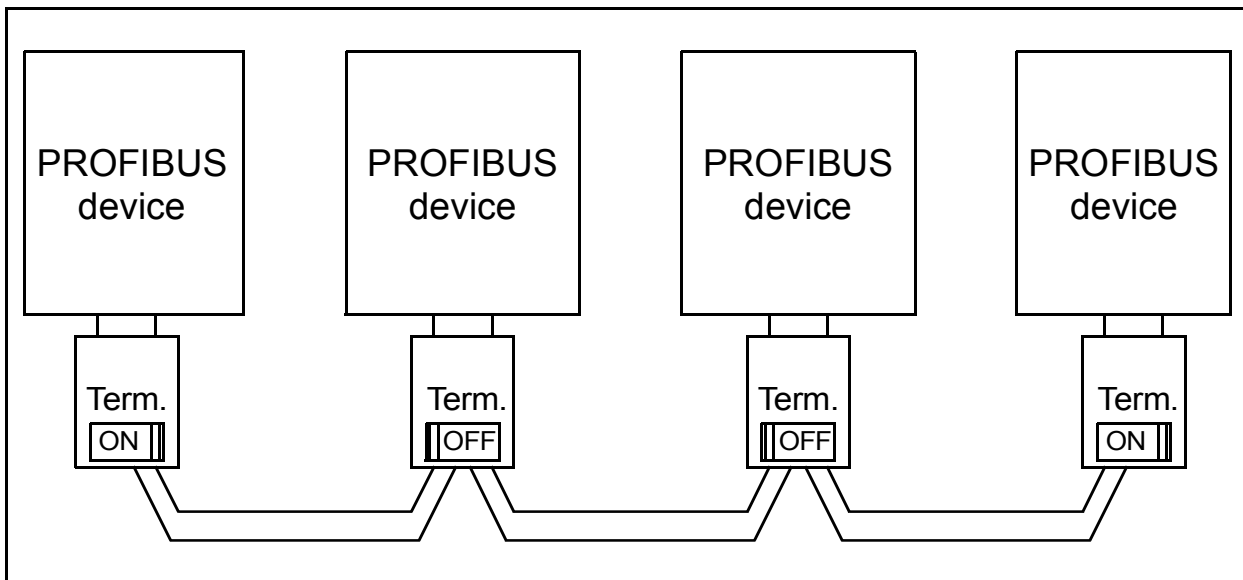 PROFIBUS
device
PROFIBUS
device
PROFIBUS
device
PROFIBUS
device
Term.
ON
Term.
OFF
Term.
OFF
Term.
ON